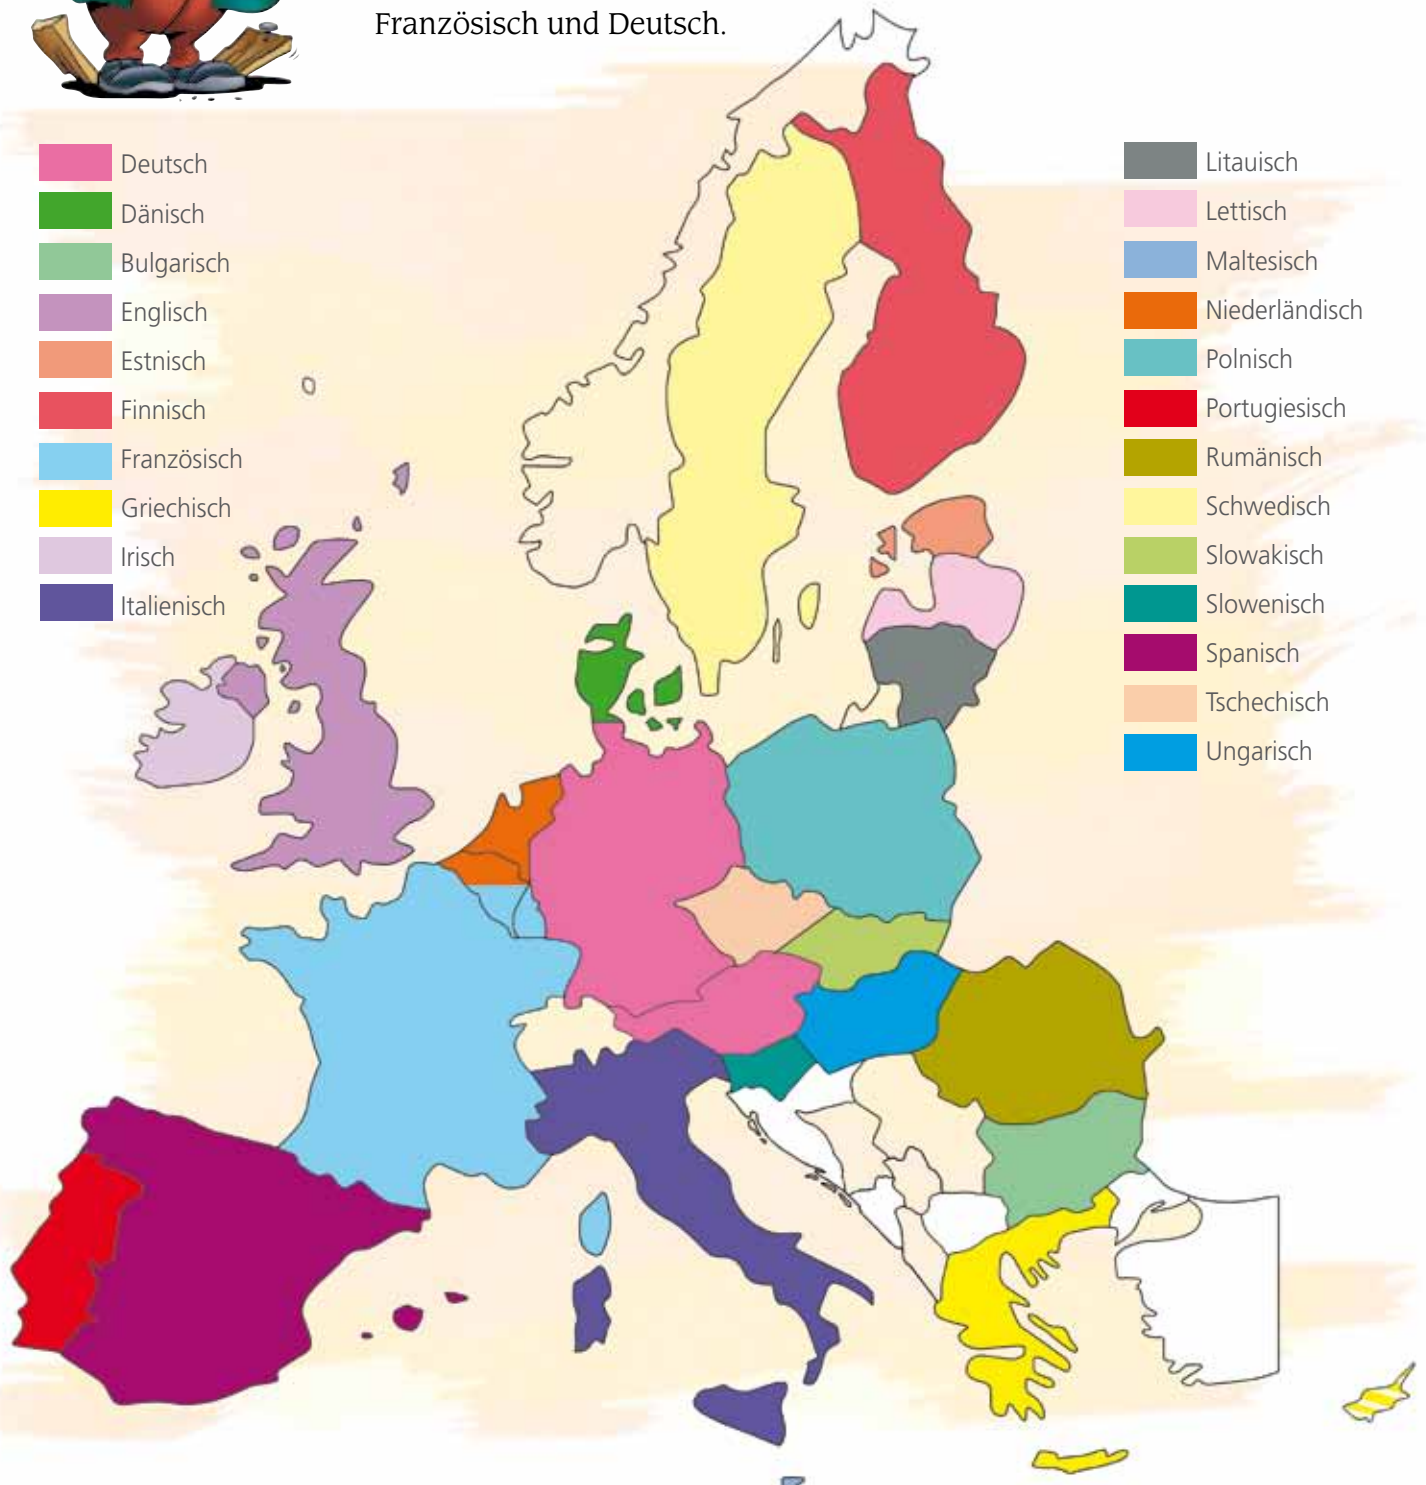 Französisch und Deutsch.
Deutsch
Dänisch
Bulgarisch
Englisch
Estnisch
Finnisch
Französisch
Griechisch
Irisch
Italienisch
Litauisch
Lettisch
Maltesisch
Niederländisch
Polnisch
Portugiesisch
Rumänisch
Schwedisch
Slowakisch
Slowenisch
Spanisch
Tschechisch
Ungarisch